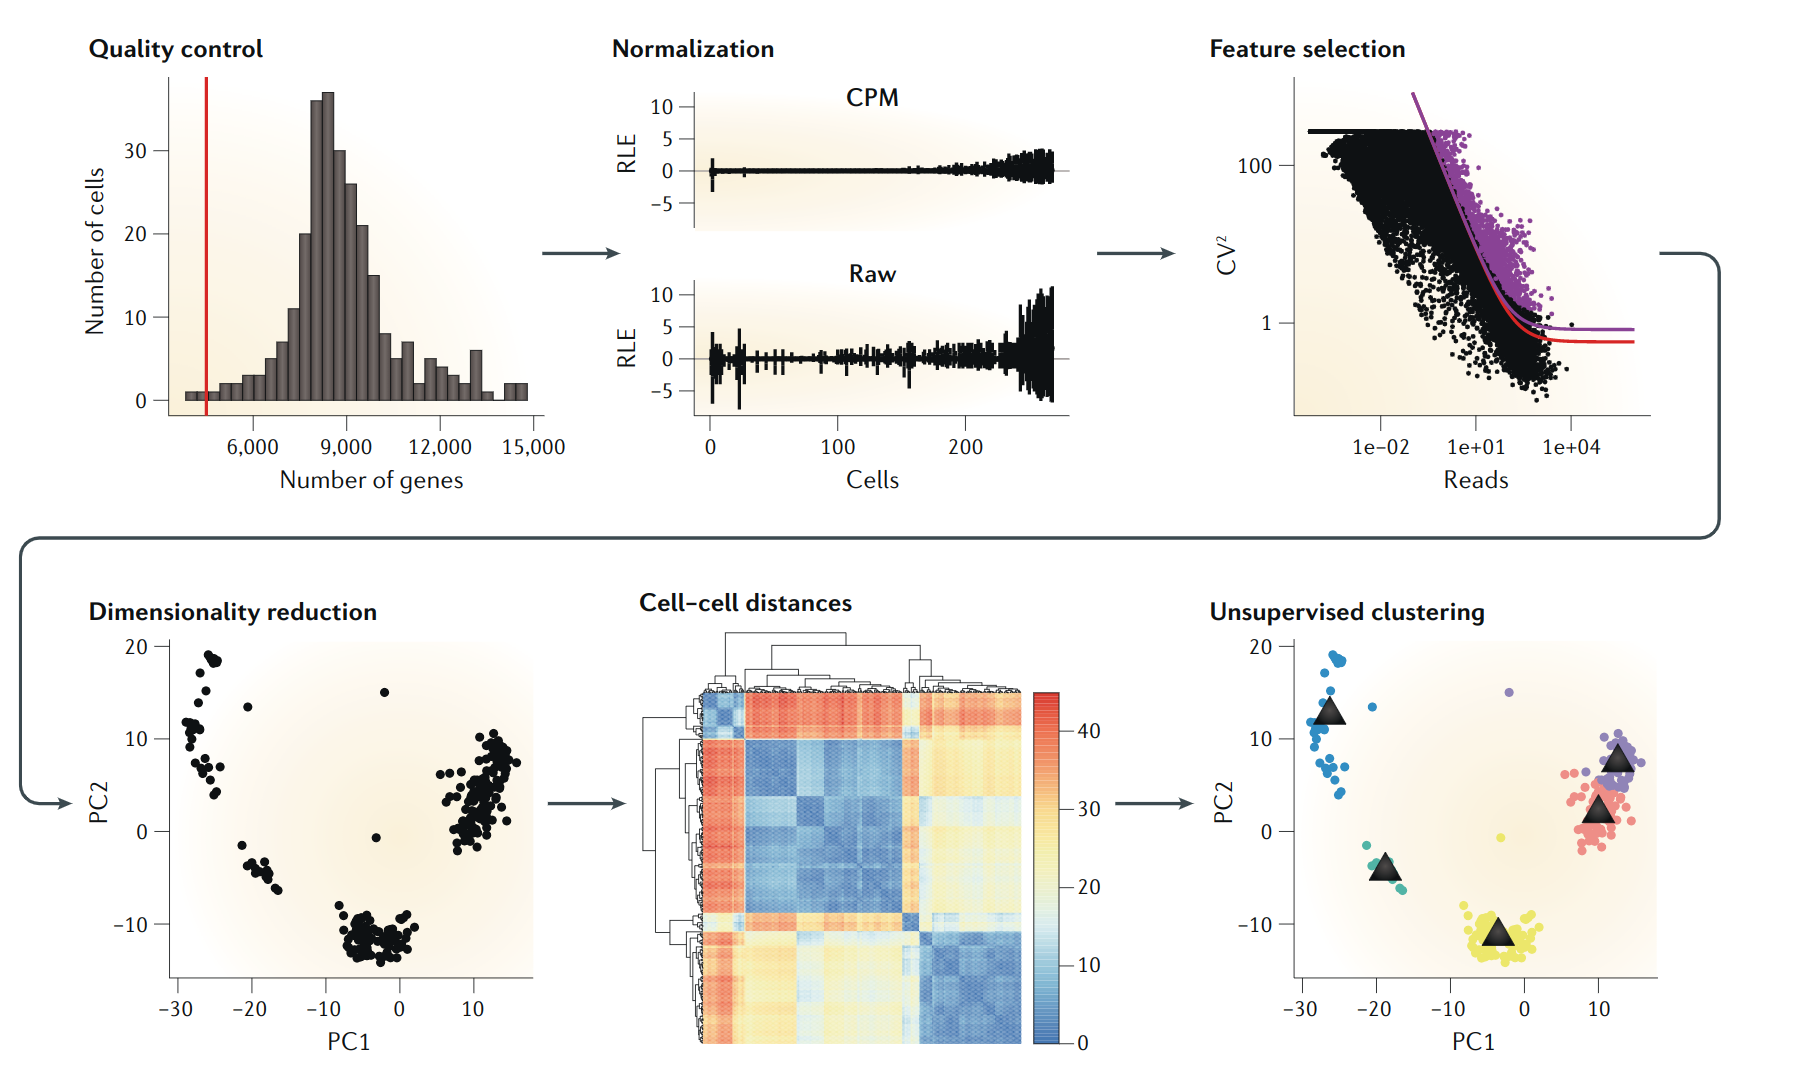 Quality control
Number of cells
30
20
10
0
6,000 9,000 12,000 15,000
Number of genes
Normalization
CPM
RLE
10
5
0
−5
Raw
RLE
10
5
0
−5
0 100 200
Cells
Feature selection
CV²
100
1
1e−02 1e+01 1e+04
Reads
Dimensionality reduction
PC2
20
10
0
−10
−30 −20 −10 0 10
PC1
Cell–cell distances
40
30
20
10
0
Unsupervised clustering
PC2
20
10
0
−10
−30 −20 −10 0 10
PC1